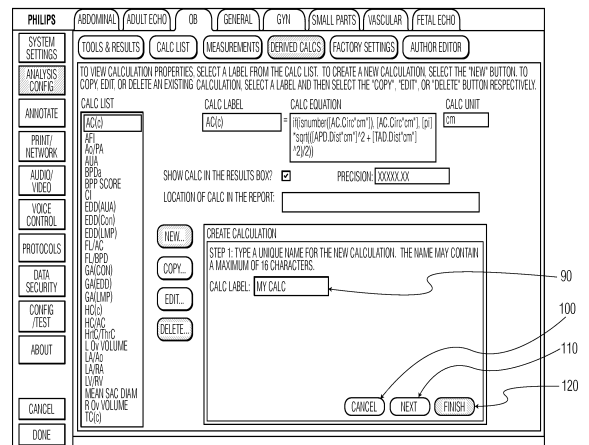 PHILIPS
ABDOMINAL
ADULT ECHO
OB
GENERAL
GYN
SMALL PARTS
VASCULAR
FETAL ECHO
SYSTEM SETTINGS
ANALYSIS CONFIG
ANNOTATE
PRINT/ NETWORK
AUDIO/ VIDEO
VOICE CONTROL
PROTOCOLS
DATA SECURITY
CONFIG /TEST
ABOUT
CANCEL
DONE
TOOLS & RESULTS
CALC LIST
MEASUREMENTS
DERIVED CALCS
FACTORY SETTINGS
AUTHOR EDITOR
TO VIEW CALCULATION PROPERTIES, SELECT A LABEL FROM THE CALC LIST. TO CREATE A NEW CALCULATION, SELECT THE "NEW" BUTTON. TO
COPY, EDIT, OR DELETE AN EXISTING CALCULATION, SELECT A LABEL AND THEN SELECT THE "COPY", "EDIT", OR "DELETE" BUTTON RESPECTIVELY.
CALC LIST
AC(c)
AFI
Ao/PA
AUA
BPDa
BPP SCORE
CI
EDD(AUA)
EDD(Con)
EDD(LMP)
FL/AC
FL/BPD
GA(CON)
GA(EDD)
GA(LMP)
HC(c)
HC/AC
HrtC/ThrC
L Ov VOLUME
LA/Ao
LA/RA
LV/RV
MEAN SAC DIAM
R Ov VOLUME
TC(c)
CALC LABEL
AC(c)
=
CALC EQUATION
if(isnumber([AC.Circ"cm"]), [AC.Circ"cm"], [pi]
*sqrt(([APD.Dist"cm"]^2 + [TAD.Dist"cm"]
^2)/2))
CALC UNIT
cm
SHOW CALC IN THE RESULTS BOX?
PRECISION: XXXXX.XX
LOCATION OF CALC IN THE REPORT:
NEW...
COPY...
EDIT...
DELETE...
CREATE CALCULATION
STEP 1: TYPE A UNIQUE NAME FOR THE NEW CALCULATION. THE NAME MAY CONTAIN
A MAXIMUM OF 16 CHARACTERS.
CALC LABEL: MY CALC
CANCEL
NEXT
FINISH
90
100
110
120